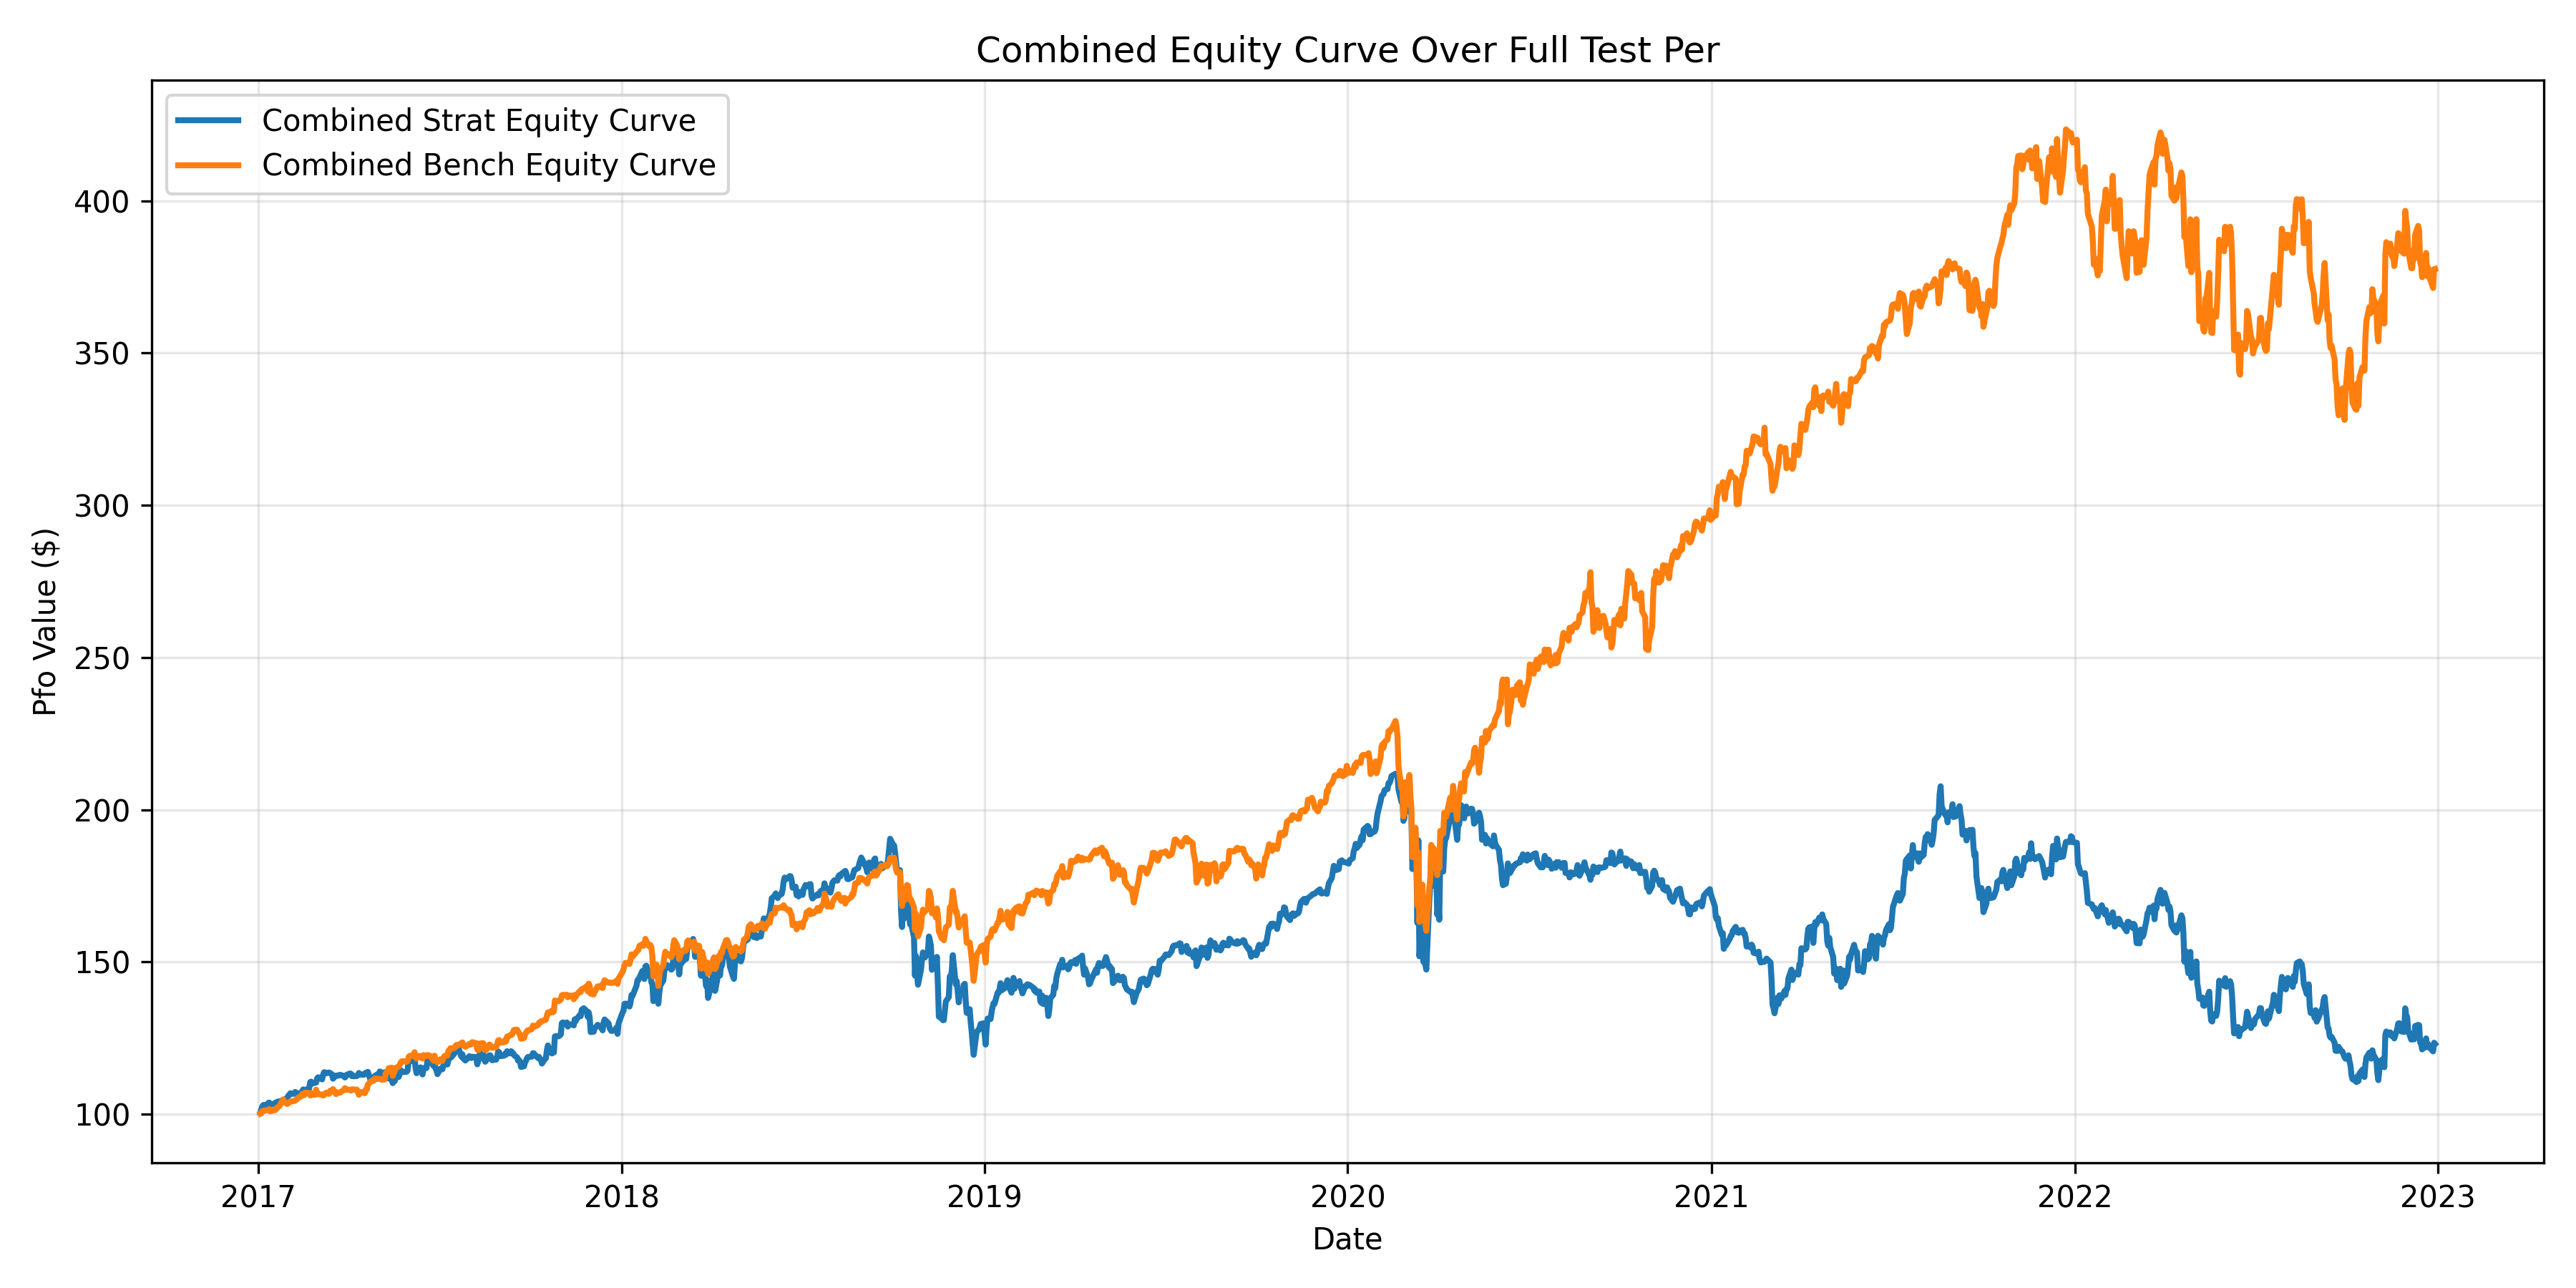 Combined Equity Curve Over Full Test Per
Combined Strat Equity Curve
Combined Bench Equity Curve
Pfo Value ($)
400
350
300
250
200
150
100
2017 2018 2019 2020 2021 2022 2023
Date